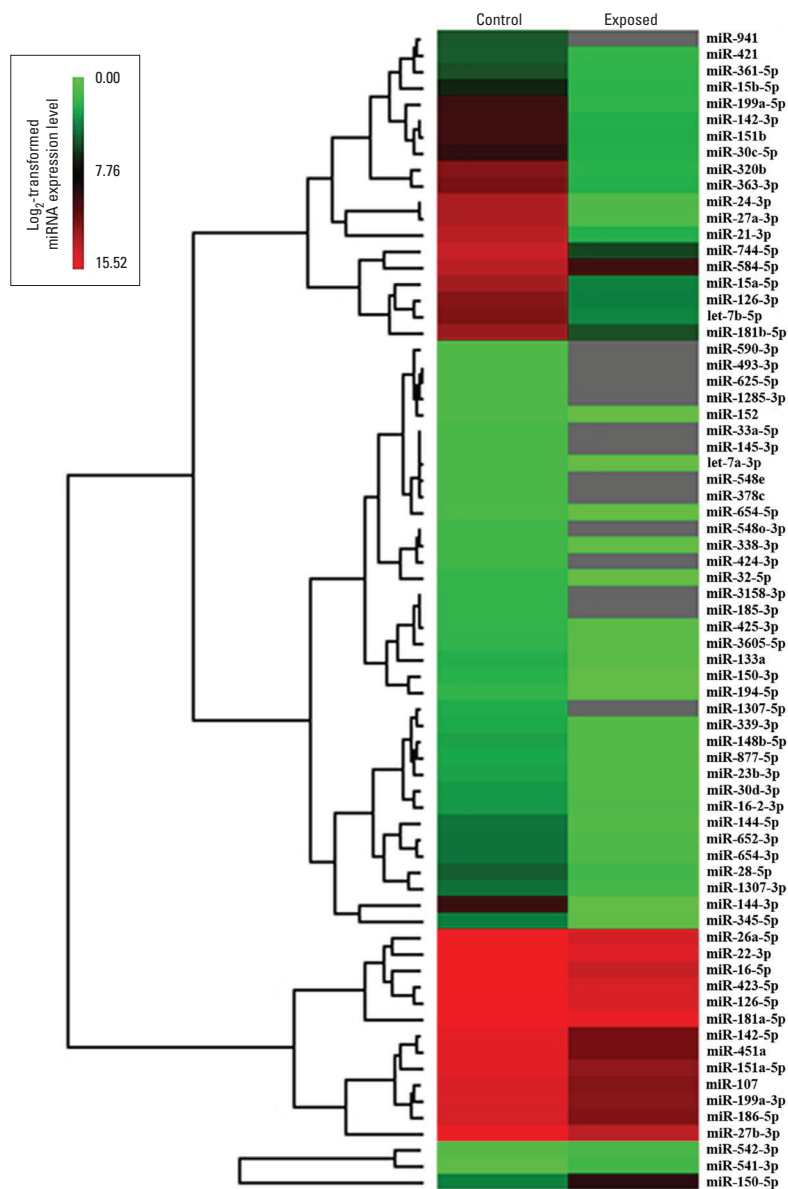 Control Exposed
Log2-transformed
miRNA expression level
0.00
7.76
15.52
miR-941
miR-421
miR-361-5p
miR-15b-5p
miR-199a-5p
miR-142-3p
miR-151b
miR-30c-5p
miR-320b
miR-363-3p
miR-24-3p
miR-27a-3p
miR-21-3p
miR-744-5p
miR-584-5p
miR-15a-5p
miR-126-3p
let-7b-5p
miR-181b-5p
miR-590-3p
miR-493-3p
miR-625-5p
miR-1285-3p
miR-152
miR-33a-5p
miR-145-3p
let-7a-3p
miR-548e
miR-378c
miR-654-5p
miR-548o-3p
miR-338-3p
miR-424-3p
miR-32-5p
miR-3158-3p
miR-185-3p
miR-425-3p
miR-3605-5p
miR-133a
miR-150-3p
miR-194-5p
miR-1307-5p
miR-339-3p
miR-148b-5p
miR-877-5p
miR-23b-3p
miR-30d-3p
miR-16-2-3p
miR-144-5p
miR-652-3p
miR-654-3p
miR-28-5p
miR-1307-3p
miR-144-3p
miR-345-5p
miR-26a-5p
miR-22-3p
miR-16-5p
miR-423-5p
miR-126-5p
miR-181a-5p
miR-142-5p
miR-451a
miR-151a-5p
miR-107
miR-199a-3p
miR-186-5p
miR-27b-3p
miR-542-3p
miR-541-3p
miR-150-5p